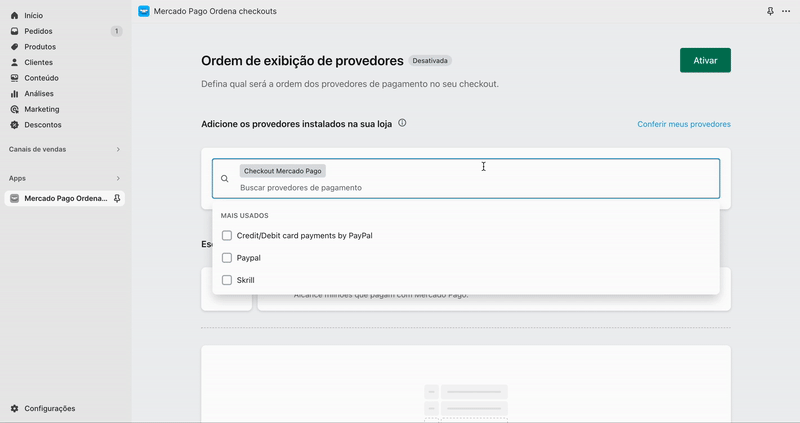 Início
Pedidos 1
Produtos
Clientes
Conteúdo
Análises
Marketing
Descontos
Canais de vendas
Apps
Mercado Pago Ordena...
Configurações
Mercado Pago Ordena checkouts
Ordem de exibição de provedores Desativada
Ativar
Defina qual será a ordem dos provedores de pagamento no seu checkout.
Adicione os provedores instalados na sua loja
Conferir meus provedores
Checkout Mercado Pago
Buscar provedores de pagamento
MAIS USADOS
Credit/Debit card payments by PayPal
Paypal
Skrill
Alcance milhões que pagam com Mercado Pago.